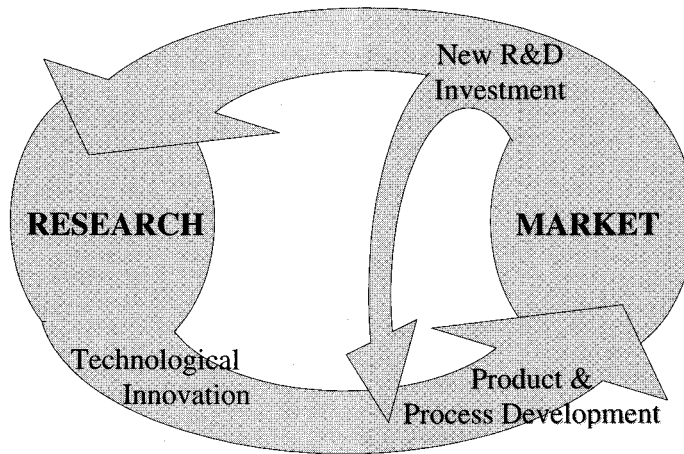 New R&D
Investment
RESEARCH
MARKET
Technological
Innovation
Product &
Process Development